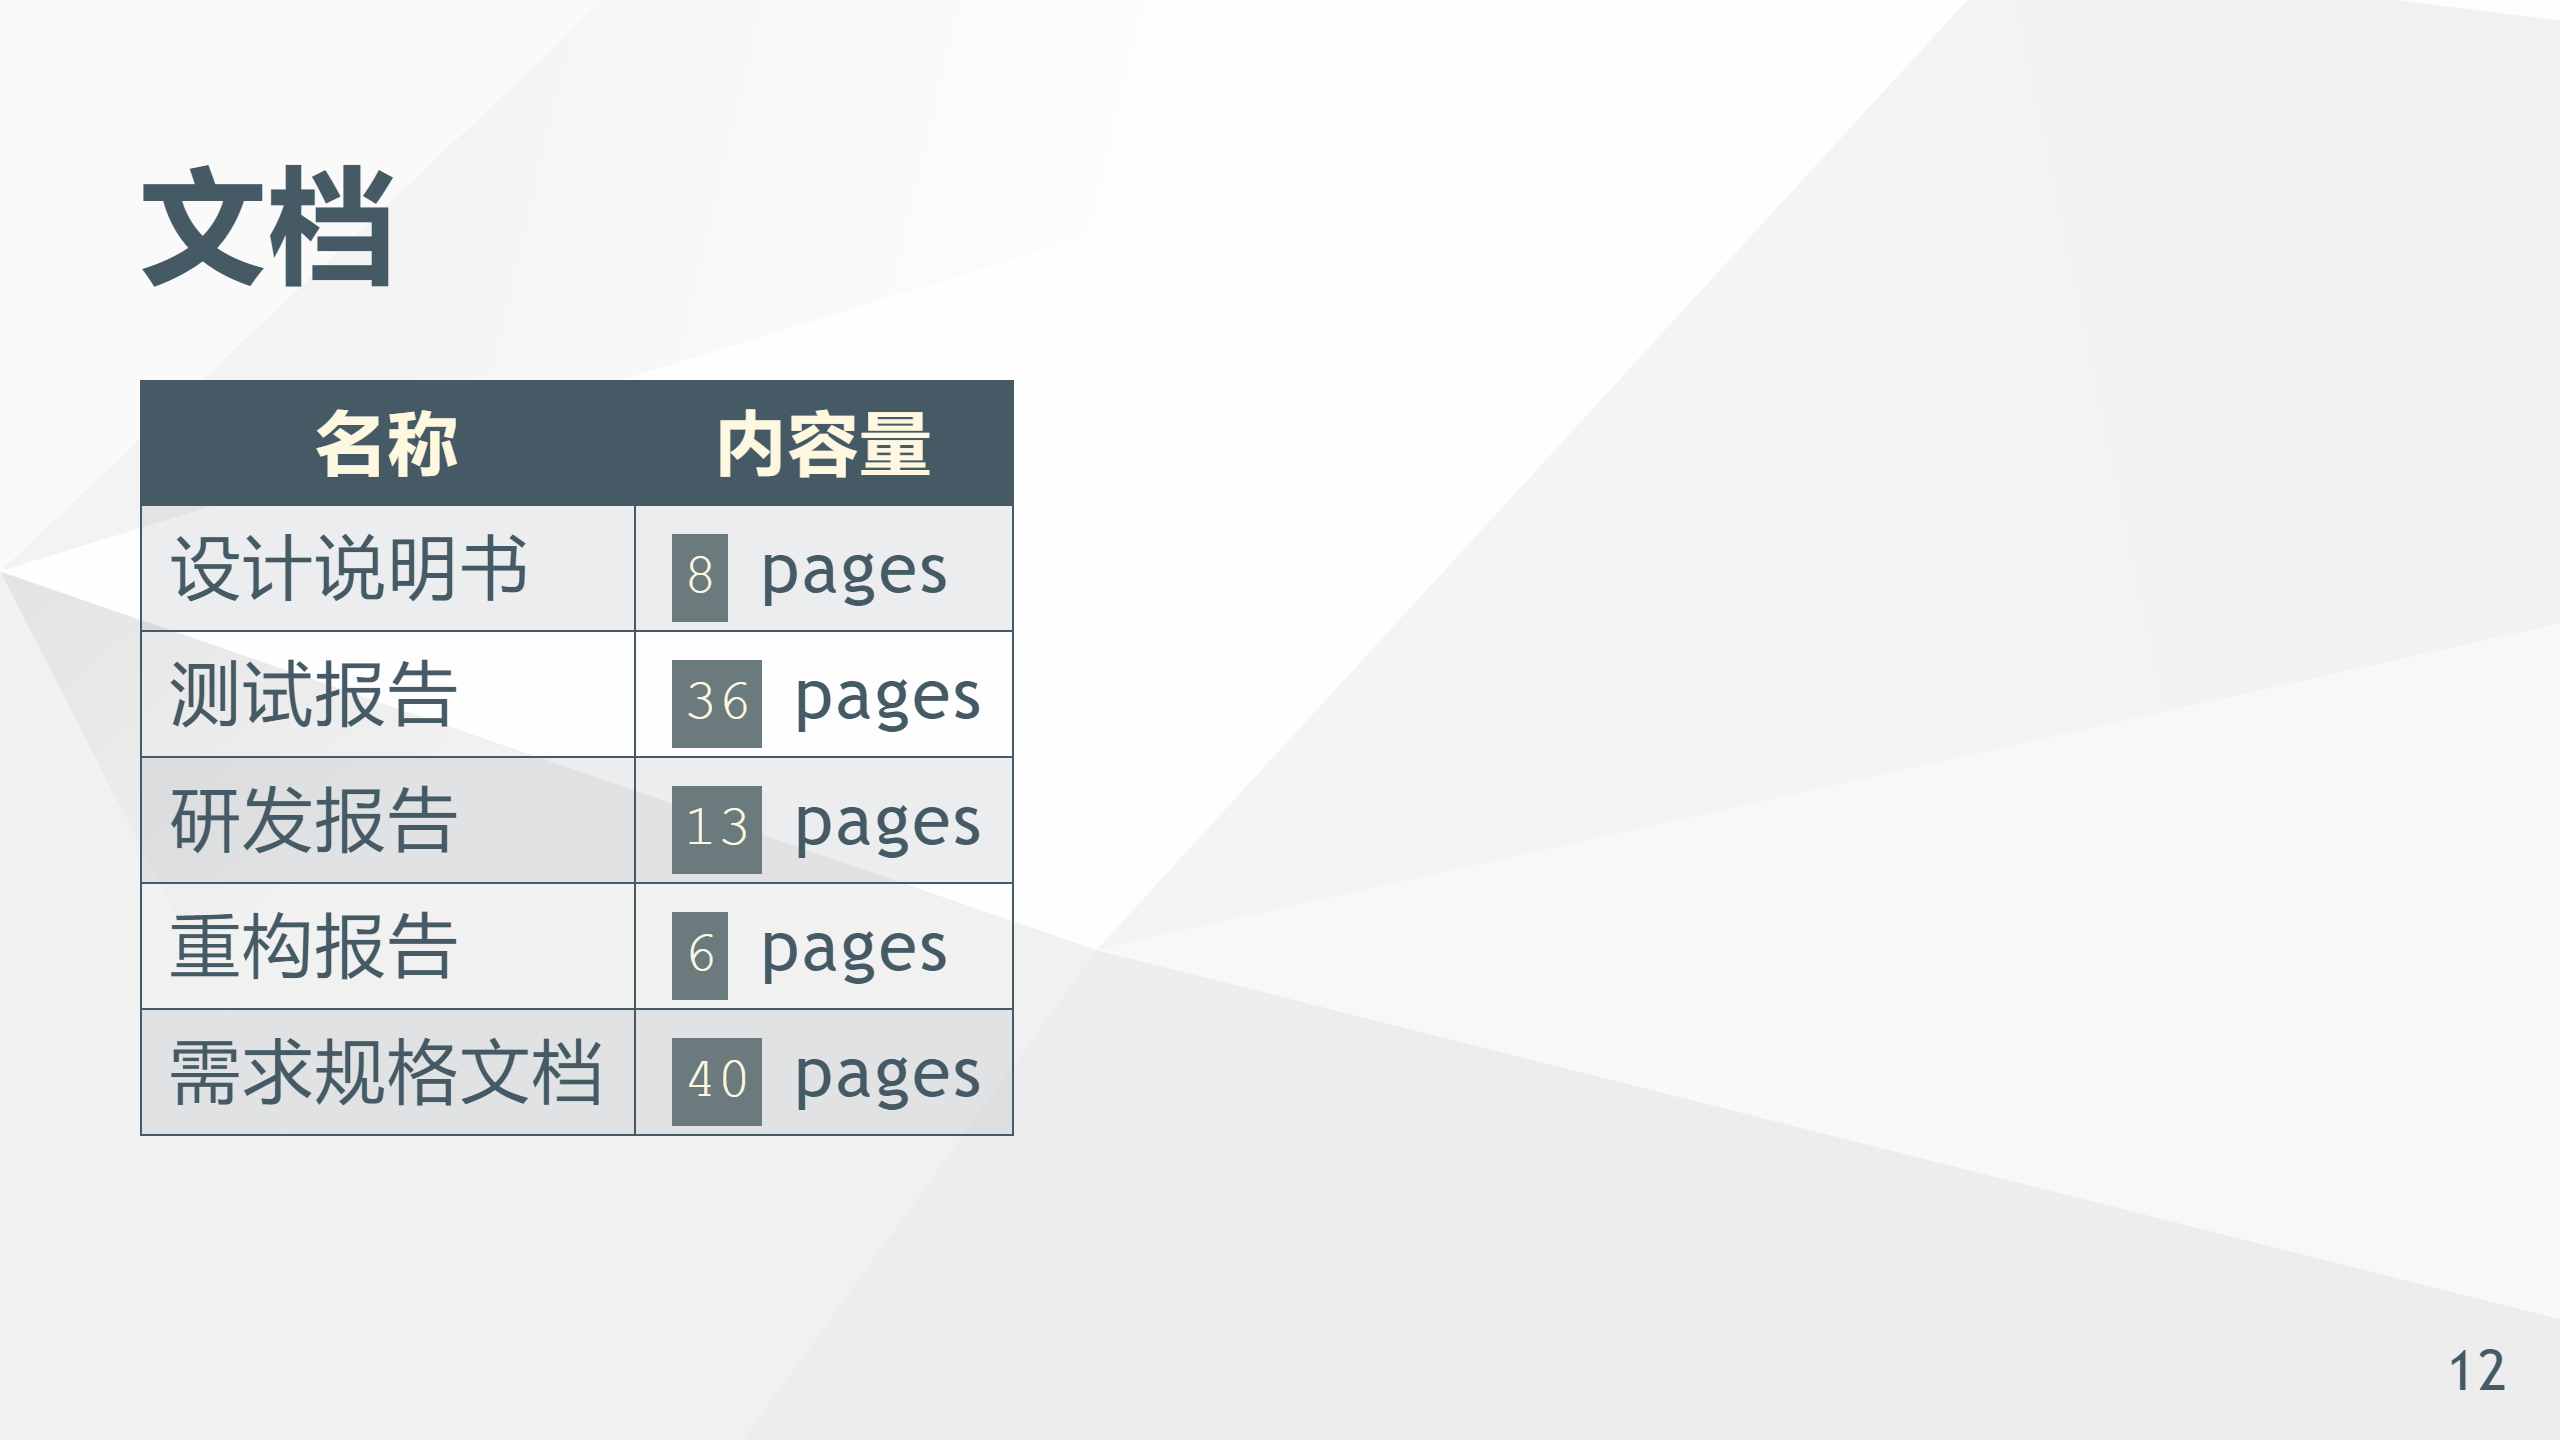 文档
名称 内容量
设计说明书 8 pages
测试报告 36 pages
研发报告 13 pages
重构报告 6 pages
需求规格文档 40 pages
12